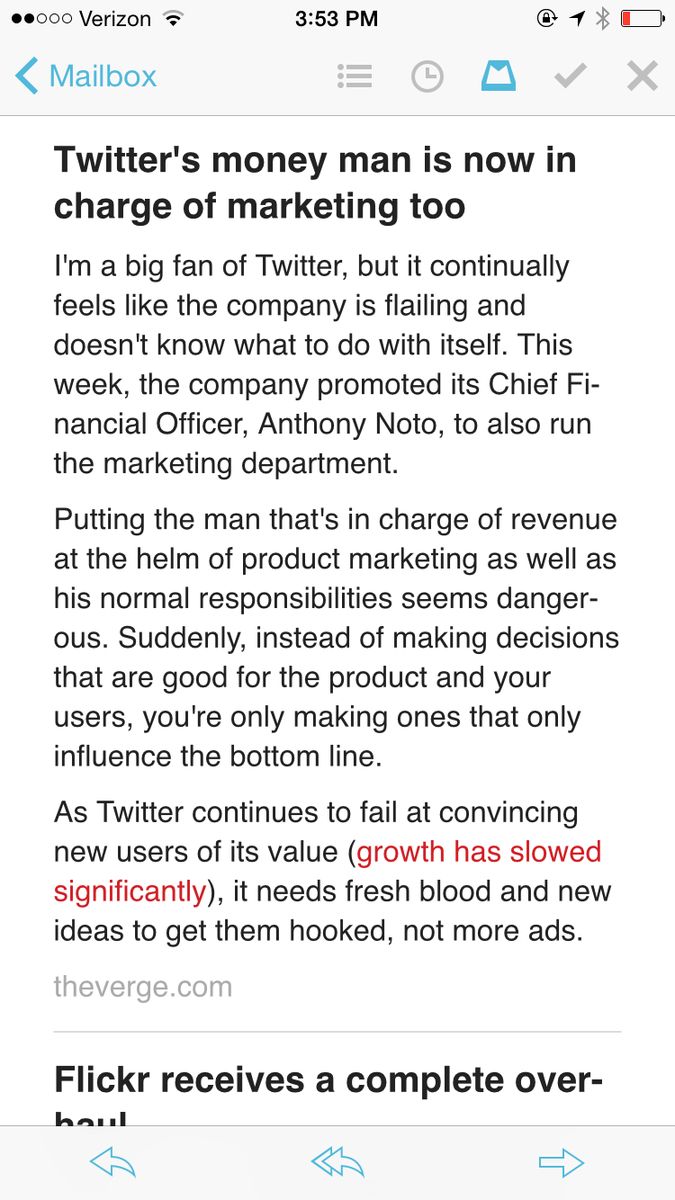 Verizon 3:53 PM
Mailbox
Twitter's money man is now in
charge of marketing too
I'm a big fan of Twitter, but it continually
feels like the company is flailing and
doesn't know what to do with itself. This
week, the company promoted its Chief Fi-
nancial Officer, Anthony Noto, to also run
the marketing department.
Putting the man that's in charge of revenue
at the helm of product marketing as well as
his normal responsibilities seems danger-
ous. Suddenly, instead of making decisions
that are good for the product and your
users, you're only making ones that only
influence the bottom line.
As Twitter continues to fail at convincing
new users of its value (growth has slowed
significantly), it needs fresh blood and new
ideas to get them hooked, not more ads.
theverge.com
Flickr receives a complete over-
haul